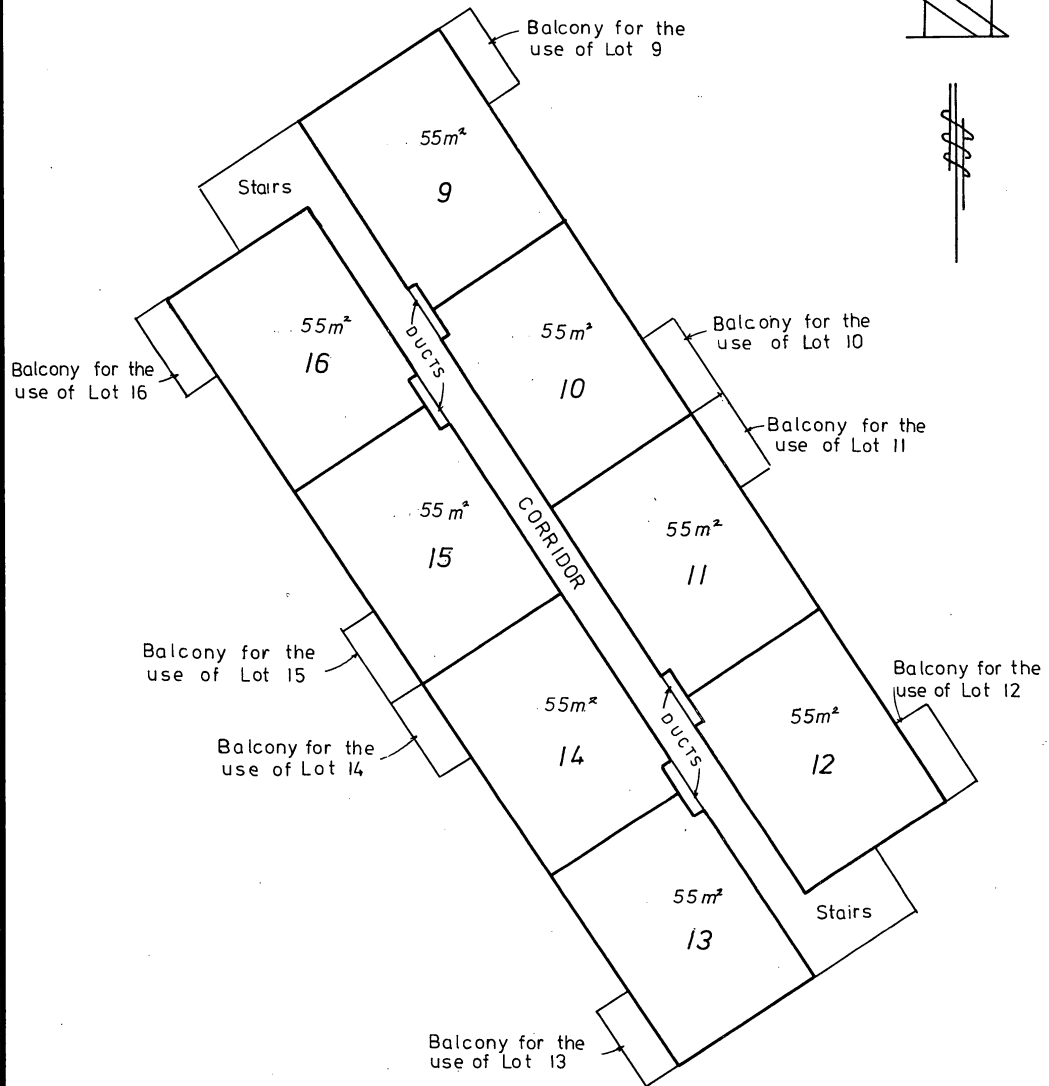 Balcony for the
use of Lot 9
55m²
9
Stairs
55m²
16
DUCTS
55m²
10
Balcony for the
use of Lot 10
Balcony for the
use of Lot 16
Balcony for the
use of Lot 11
55m²
15
CORRIDOR
55m²
11
Balcony for the
use of Lot 15
Balcony for the
use of Lot 12
55m²
14
DUCTS
55m²
12
Balcony for the
use of Lot 14
55m²
13
Stairs
Balcony for the
use of Lot 13